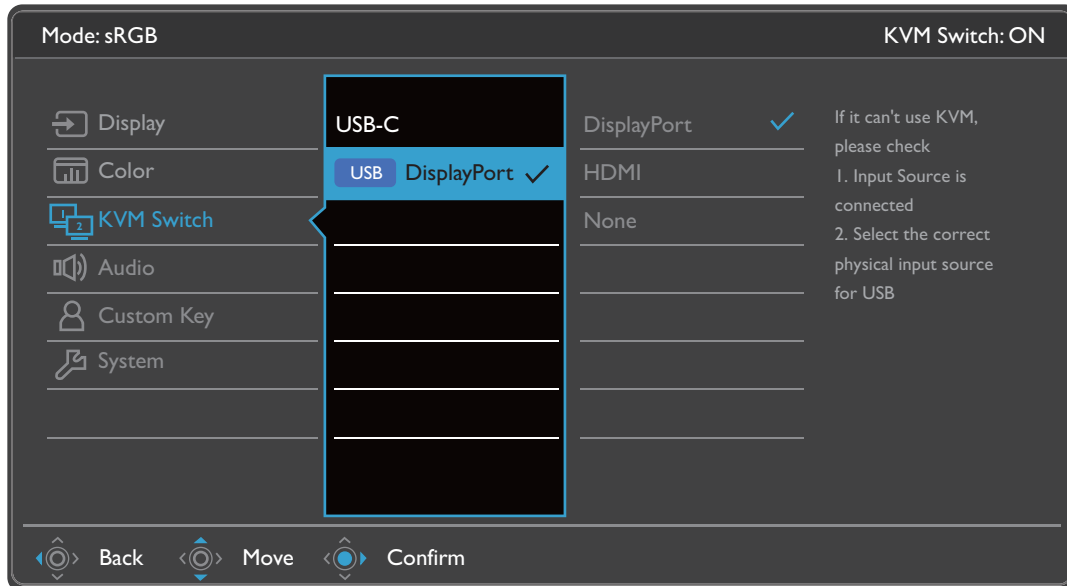 Mode: sRGB
KVM Switch: ON
Display
Color
1
2
KVM Switch
Audio
Custom Key
System
USB-C
USB DisplayPort
DisplayPort
HDMI
None
If it can't use KVM,
please check
1. Input Source is
connected
2. Select the correct
physical input source
for USB
Back
Move
Confirm